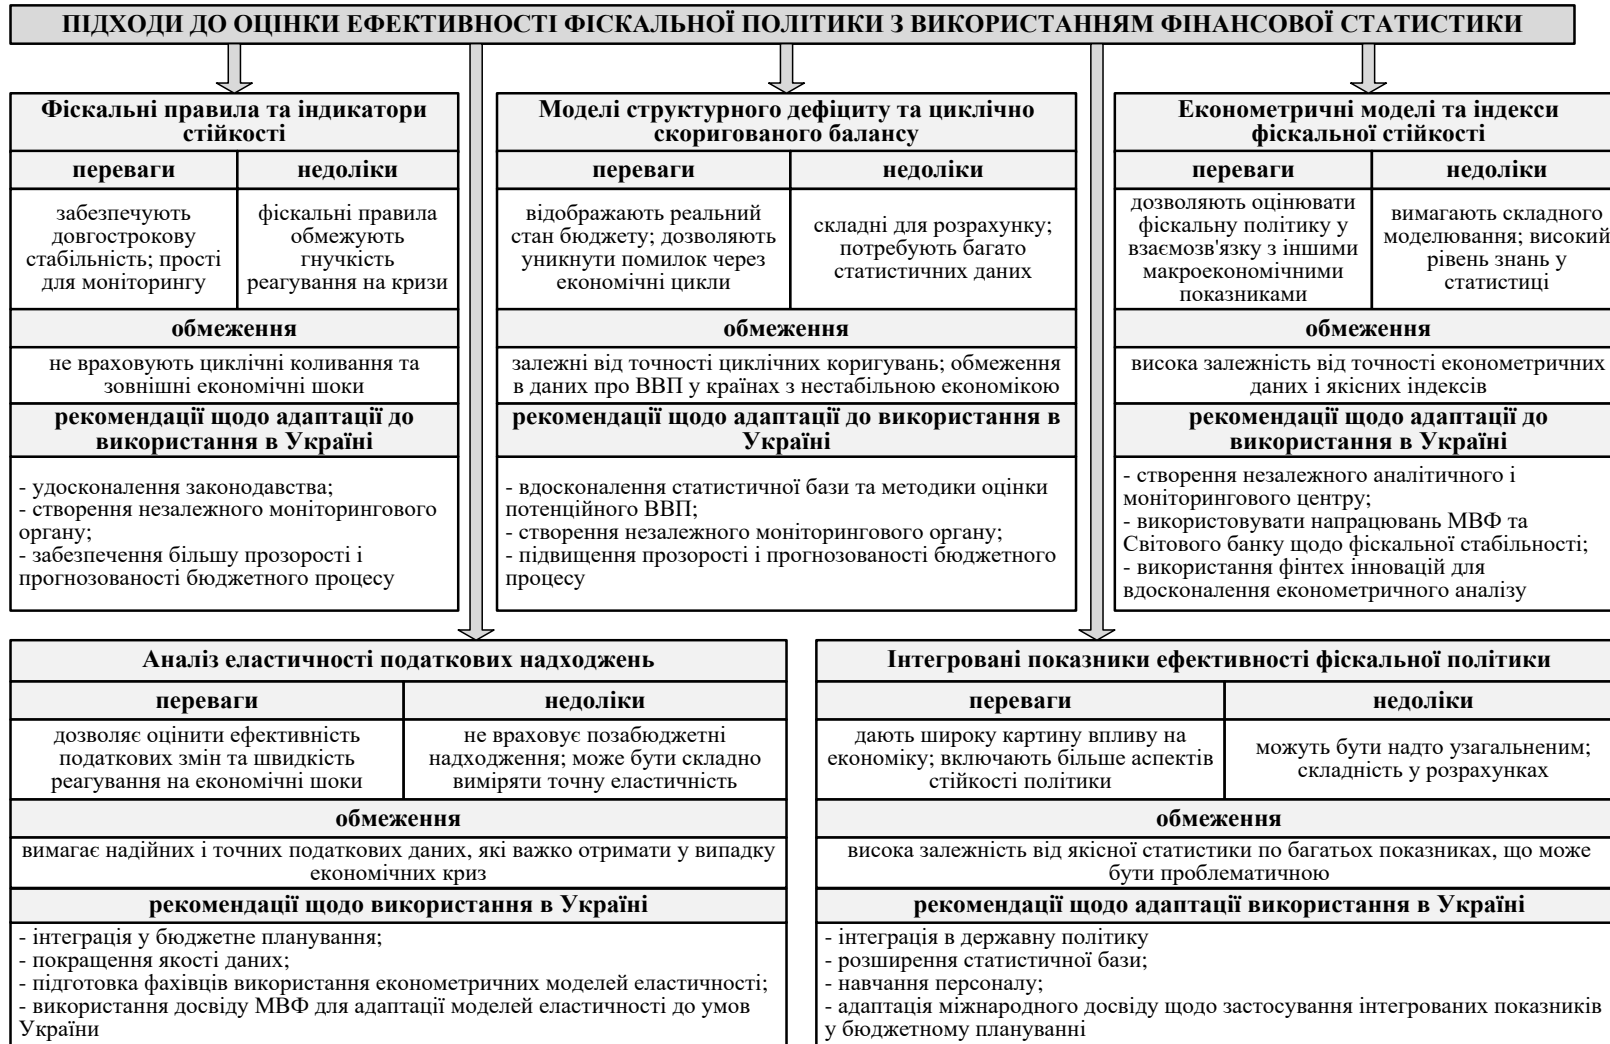 ПІДХОДИ ДО ОЦІНКИ ЕФЕКТИВНОСТІ ФІСКАЛЬНОЇ ПОЛІТИКИ З ВИКОРИСТАННЯМ ФІНАНСОВОЇ СТАТИСТИКИ
Фіскальні правила та індикатори
стійкості
переваги
недоліки
забезпечують
довгострокову
стабільність; прості
для моніторингу
фіскальні правила
обмежують
гнучкість
реагування на кризи
обмеження
не враховують циклічні коливання та
зовнішні економічні шоки
рекомендації щодо адаптації до
використання в Україні
- удосконалення законодавства;
- створення незалежного моніторингового
органу;
- забезпечення більшу прозорості і
прогнозованості бюджетного процесу
Моделі структурного дефіциту та циклічно
скоригованого балансу
переваги
недоліки
відображають реальний
стан бюджету; дозволяють
уникнути помилок через
економічні цикли
складні для розрахунку;
потребують багато
статистичних даних
обмеження
залежні від точності циклічних коригувань; обмеження
в даних про ВВП у країнах з нестабільною економікою
рекомендації щодо адаптації до використання в
Україні
- вдосконалення статистичної бази та методики оцінки
потенційного ВВП;
- створення незалежного моніторингового органу;
- підвищення прозорості і прогнозованості бюджетного
процесу
Економетричні моделі та індекси
фіскальної стійкості
переваги
недоліки
дозволяють оцінювати
фіскальну політику у
взаємозв'язку з іншими
макроекономічними
показниками
вимагають складного
моделювання; високий
рівень знань у
статистиці
обмеження
висока залежність від точності економетричних
даних і якісних індексів
рекомендації щодо адаптації до
використання в Україні
- створення незалежного аналітичного і
моніторингового центру;
- використовувати напрацювань МВФ та
Світового банку щодо фіскальної стабільності;
- використання фінтех інновацій для
вдосконалення економетричного аналізу
Аналіз еластичності податкових надходжень
переваги
недоліки
дозволяє оцінити ефективність
податкових змін та швидкість
реагування на економічні шоки
не враховує позабюджетні
надходження; може бути складно
виміряти точну еластичність
обмеження
вимагає надійних і точних податкових даних, які важко отримати у випадку
економічних криз
рекомендації щодо використання в Україні
- інтеграція у бюджетне планування;
- покращення якості даних;
- підготовка фахівців використання економетричних моделей еластичності;
- використання досвіду МВФ для адаптації моделей еластичності до умов
України
Інтегровані показники ефективності фіскальної політики
переваги
недоліки
дають широку картину впливу на
економіку; включають більше аспектів
стійкості політики
можуть бути надто узагальненим;
складність у розрахунках
обмеження
висока залежність від якісної статистики по багатьох показниках, що може
бути проблематичною
рекомендації щодо адаптації використання в Україні
- інтеграція в державну політику
- розширення статистичної бази;
- навчання персоналу;
- адаптація міжнародного досвіду щодо застосування інтегрованих показників
у бюджетному плануванні